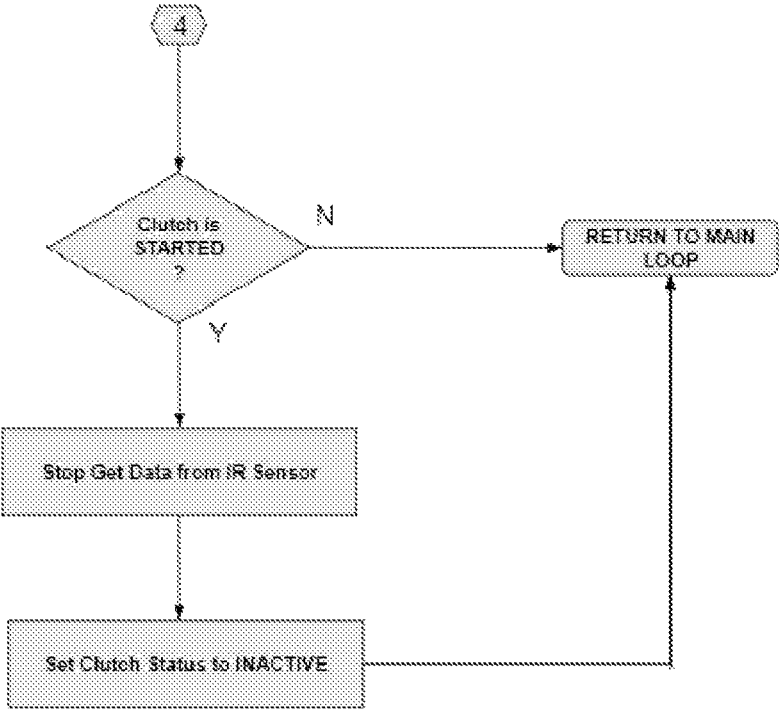 4
Clutch is
STARTED
?
N
RETURN TO MAIN
LOOP
Y
Stop Get Data from IR Sensor
Set Clutch Status to INACTIVE